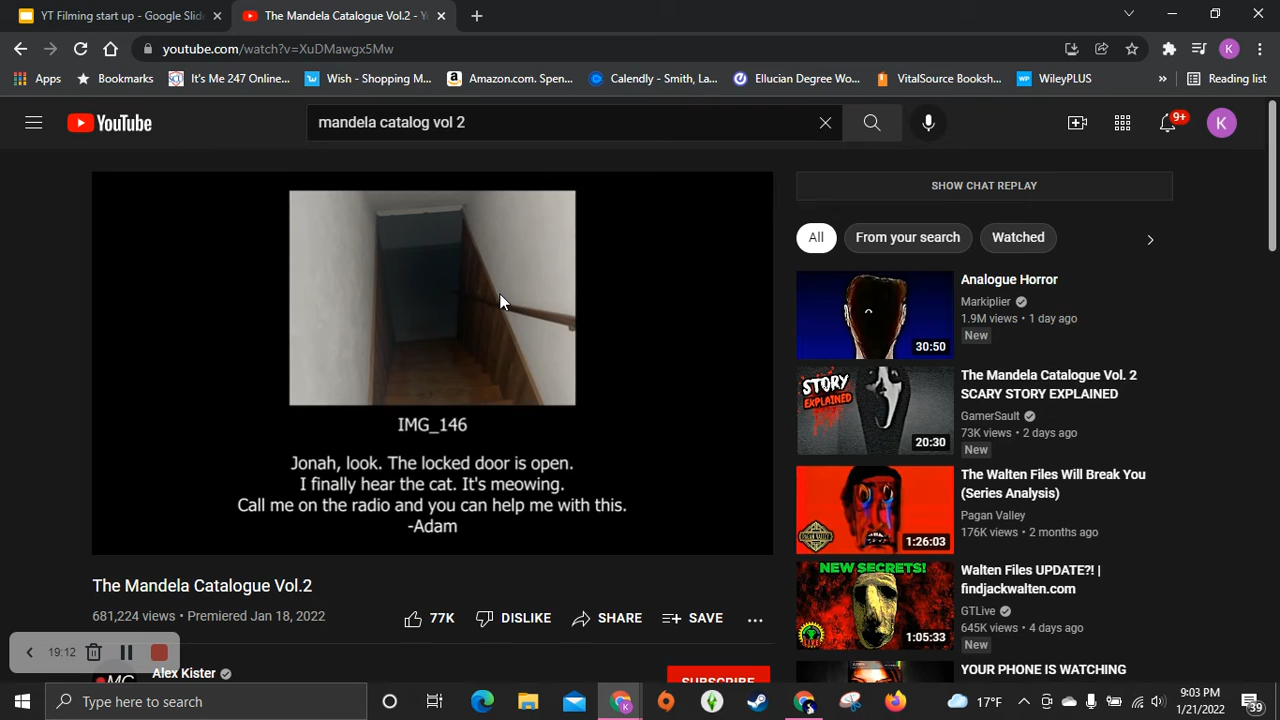 YT Filming start up - Google Slide
The Mandela Catalogue Vol.2 - Y
youtube.com/watch?v=XuDMawgx5Mw
Apps
Bookmarks
It's Me 247 Online...
Wish - Shopping M...
Amazon.com. Spen...
Calendly - Smith, La...
Ellucian Degree Wo...
VitalSource Booksh...
WileyPLUS
Reading list
YouTube
mandela catalog vol 2
9+
K
SHOW CHAT REPLAY
All
From your search
Watched
IMG_146
Jonah, look. The locked door is open.
I finally hear the cat. It's meowing.
Call me on the radio and you can help me with this.
-Adam
Analogue Horror
Markiplier
1.9M views • 1 day ago
New
30:50
STORY
EXPLAINED
20:30
The Mandela Catalogue Vol. 2
SCARY STORY EXPLAINED
GamerSault
73K views • 2 days ago
New
The Walten Files Will Break You
(Series Analysis)
Pagan Valley
176K views • 2 months ago
1:26:03
NEW SECRETS!
1:05:33
Walten Files UPDATE?! |
findjackwalten.com
GTLive
645K views • 4 days ago
New
YOUR PHONE IS WATCHING
The Mandela Catalogue Vol.2
681,224 views • Premiered Jan 18, 2022
77K
DISLIKE
SHARE
SAVE
19:12
Alex Kister
SUBSCRIBE
Type here to search
17°F
9:03 PM
1/21/2022
39